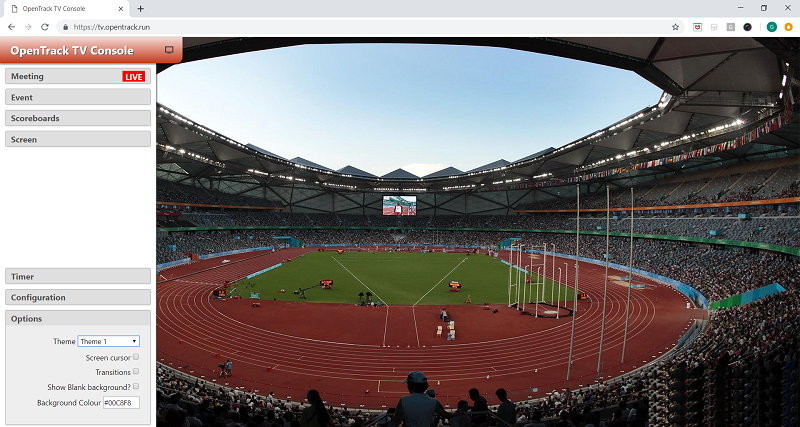 OpenTrack TV Console
https://tv.opentrack.run
G
OpenTrack TV Console
Meeting LIVE
Event
Scoreboards
Screen
Timer
Configuration
Options
Theme Theme 1
Screen cursor
Transitions
Show Blank background?
Background Colour #00C8F8